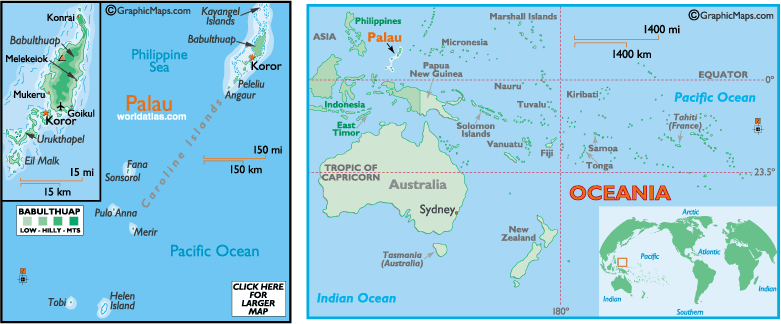 ©GraphicMaps.com
Konrai
Kayangel
Islands
Babulthuap
Babulthuap
Melekeiok
Philippine
Sea
Koror
Mukeru
Goikul
Koror
Peleliu
Angaur
Palau
worldatlas.com
Urukthapel
Eil Malk
Caroline Islands
15 mi
15 km
150 mi
150 km
Fana
Sonsorol
BABULTHUAP
LOW - HILLY - MTS
Pulo Anna
Merir
Pacific Ocean
Tobi
Helen
Island
CLICK HERE
FOR
LARGER
MAP
Philippines
Marshall Islands
©GraphicMaps.com
ASIA
Palau
Micronesia
1400 mi
1400 km
Papua
New Guinea
EQUATOR
0°
Nauru
Kiribati
Pacific Ocean
Indonesia
Tuvalu
East
Timor
Solomon
Islands
Tahiti
(France)
Vanuatu
Fiji
Samoa
Tonga
TROPIC OF
CAPRICORN
23.5°
Australia
OCEANIA
Sydney
New
Zealand
Tasmania
(Australia)
Indian Ocean
180°
Arctic
Pacific
Atlantic
Indian
Indian
Southern